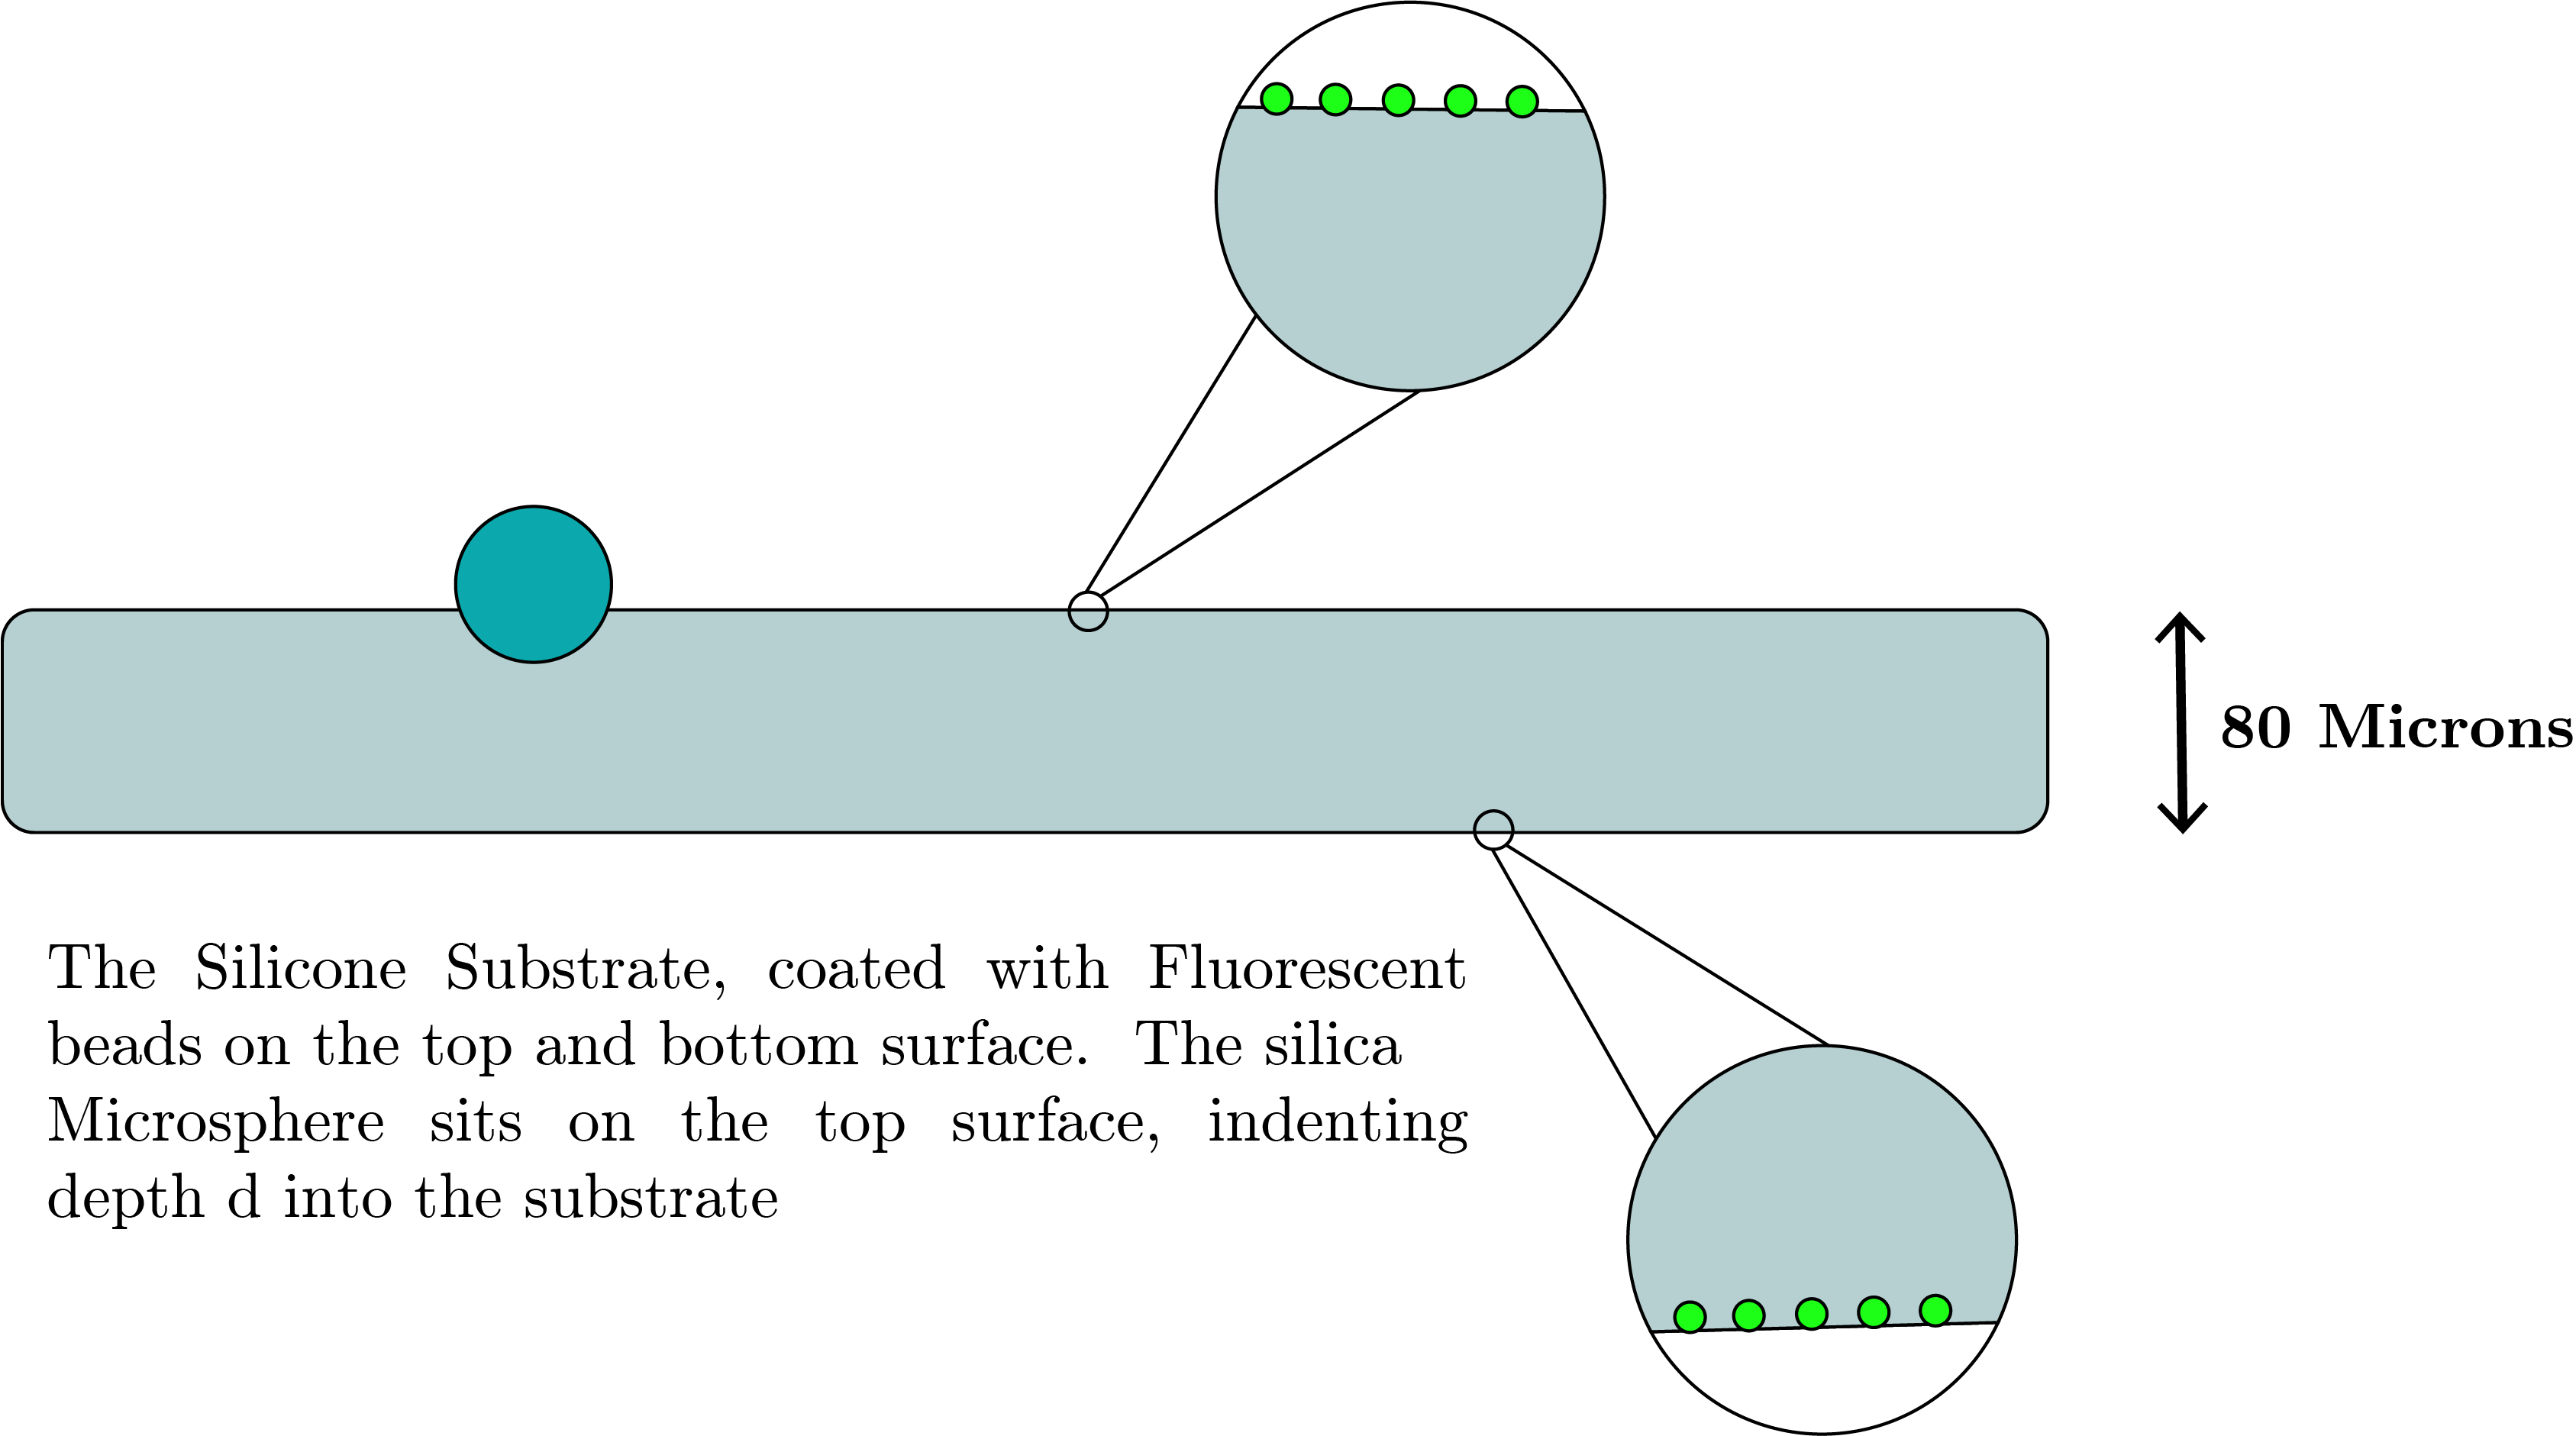 80 Microns
The Silicone Substrate, coated with Fluorescent
beads on the top and bottom surface. The silica
Microsphere sits on the top surface, indenting
depth d into the substrate